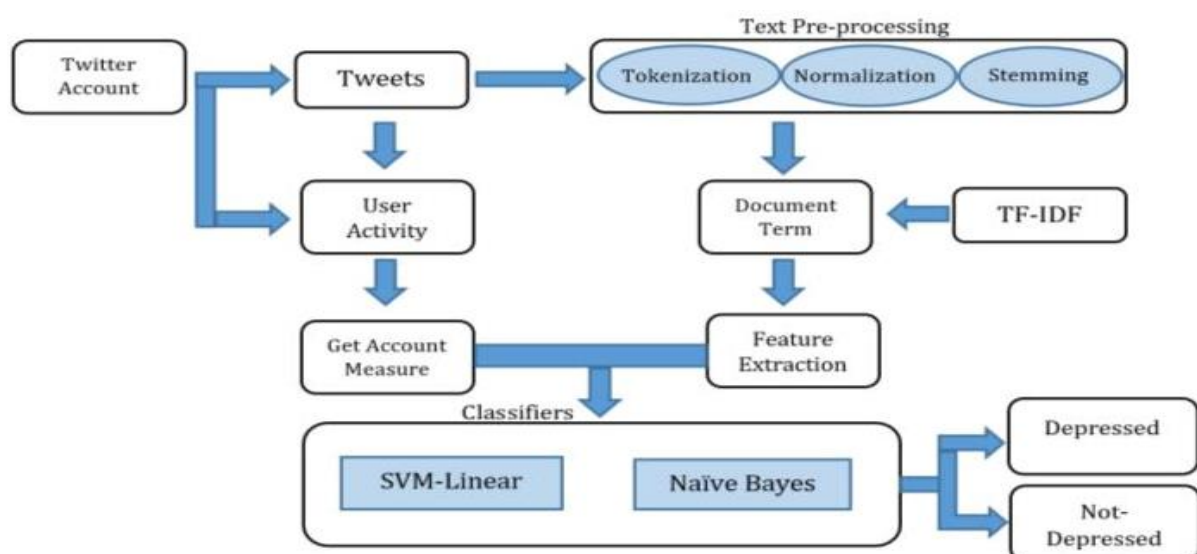 Text Pre-processing
Twitter
Account
Tweets
Tokenization
Normalization
Stemming
User
Activity
Document
Term
TF-IDF
Get Account
Measure
Feature
Extraction
Classifiers
SVM-Linear
Naïve Bayes
Depressed
Not-
Depressed